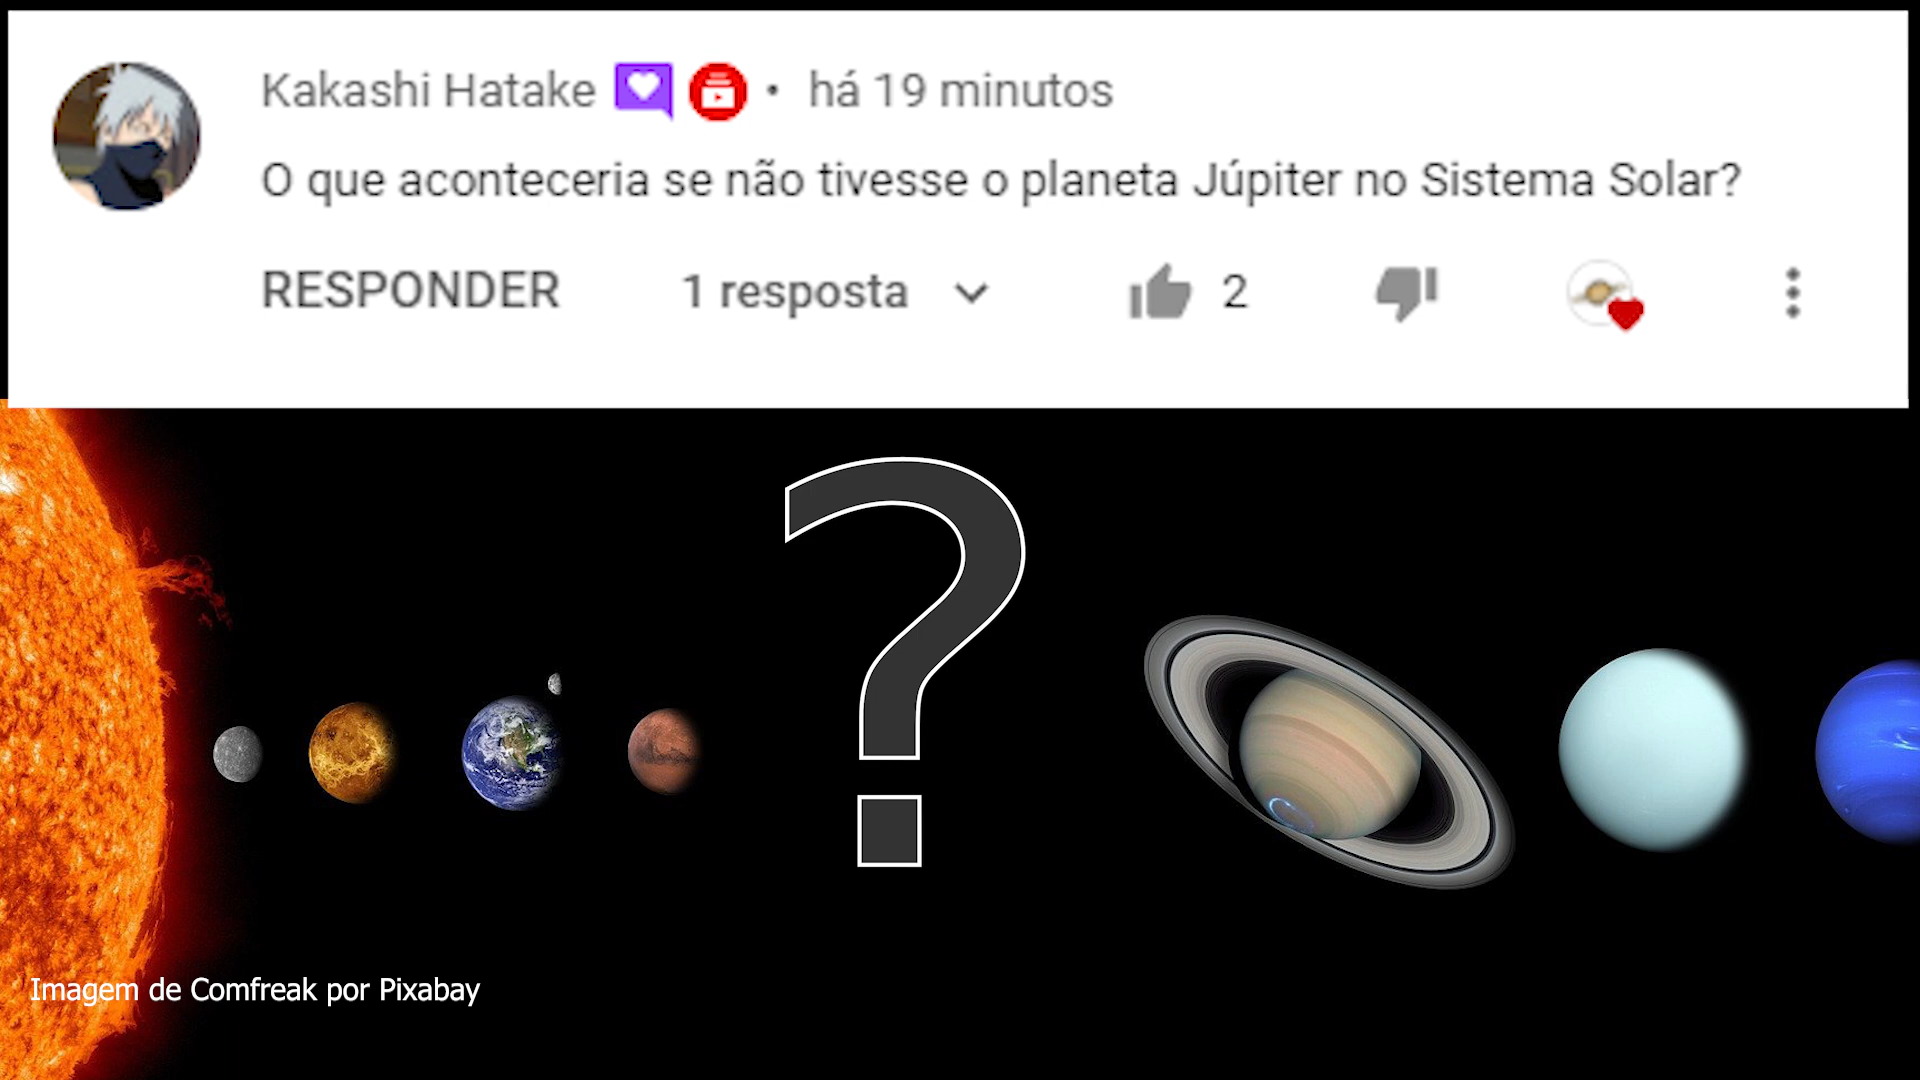 Kakashi Hatake • há 19 minutos
O que aconteceria se não tivesse o planeta Júpiter no Sistema Solar?
RESPONDER 1 resposta 2
?
Imagem de Comfreak por Pixabay